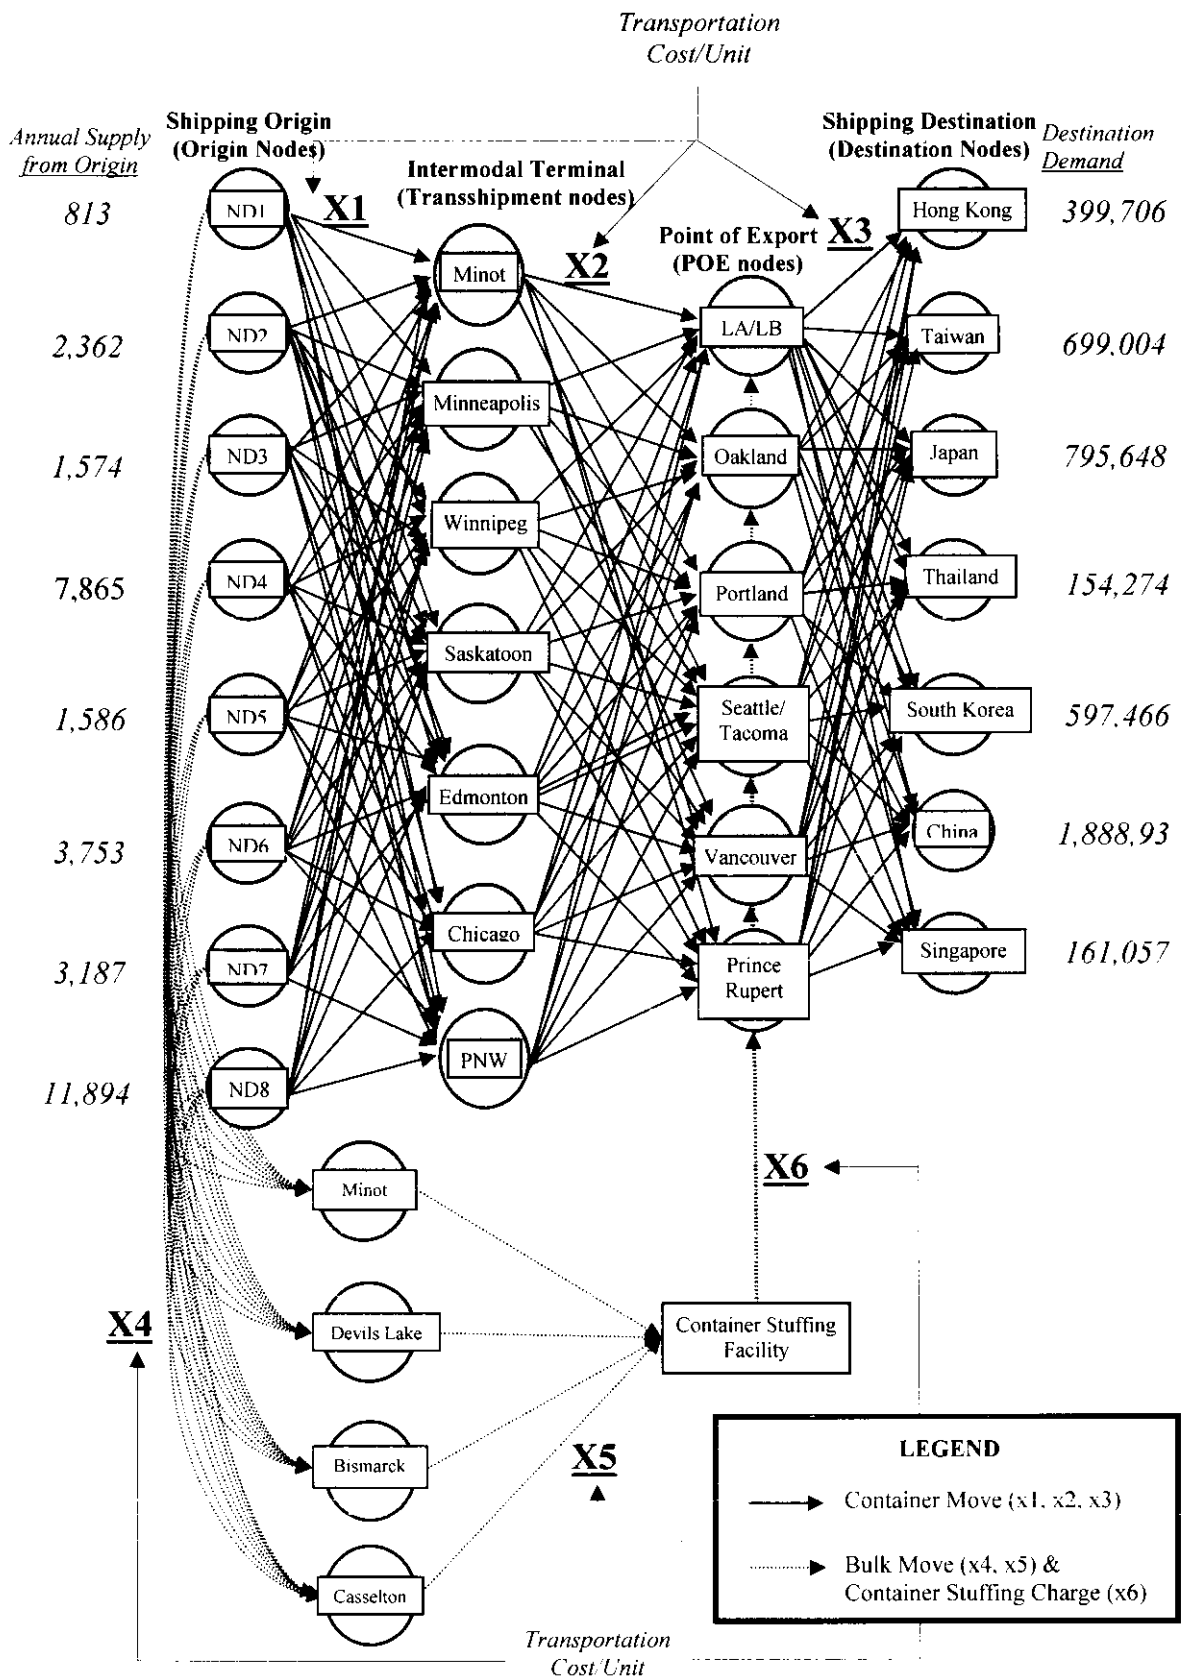 Transportation
Cost/Unit
Annual Supply
from Origin
Shipping Origin
(Origin Nodes)
Intermodal Terminal
(Transshipment nodes)
Point of Export
(POE nodes)
Shipping Destination
(Destination Nodes)
Destination
Demand
X1
X2
X3
813
2,362
1,574
7,865
1,586
3,753
3,187
11,894
ND1
ND2
ND3
ND4
ND5
ND6
ND7
ND8
Minot
Minneapolis
Winnipeg
Saskatoon
Edmonton
Chicago
PNW
LA/LB
Oakland
Portland
Seattle/
Tacoma
Vancouver
Prince
Rupert
Hong Kong
Taiwan
Japan
Thailand
South Korea
China
Singapore
399,706
699,004
795,648
154,274
597,466
1,888,93
161,057
Minot
Devils Lake
Bismarck
Casselton
X4
X5
X6
Container Stuffing
Facility
LEGEND
Container Move (x1, x2, x3)
Bulk Move (x4, x5) &
Container Stuffing Charge (x6)
Transportation
Cost/Unit